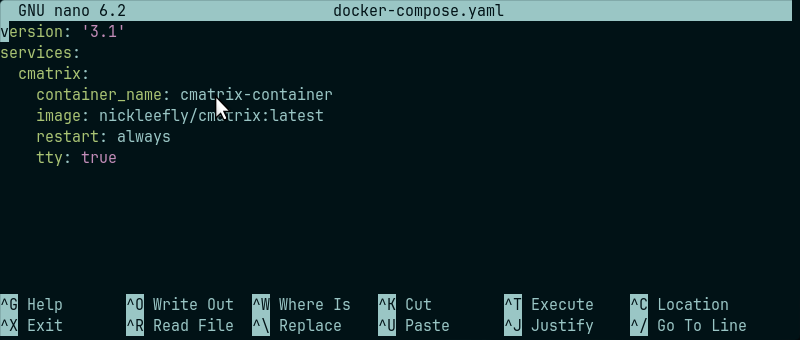 GNU nano 6.2 docker-compose.yaml
version: '3.1'
services:
  cmatrix:
    container_name: cmatrix-container
    image: nickleefly/cmatrix:latest
    restart: always
    tty: true
^G Help ^O Write Out ^W Where Is ^K Cut ^T Execute ^C Location
^X Exit ^R Read File ^\ Replace ^U Paste ^J Justify ^/ Go To Line